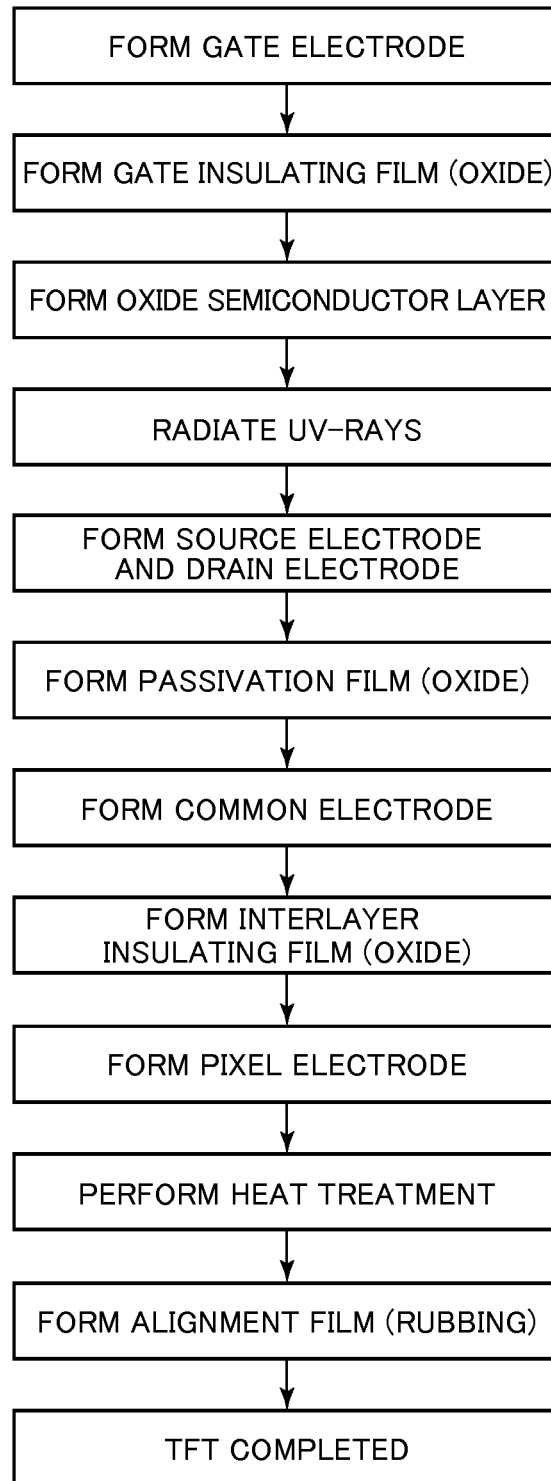 FORM GATE ELECTRODE
FORM GATE INSULATING FILM (OXIDE)
FORM OXIDE SEMICONDUCTOR LAYER
RADIATE UV-RAYS
FORM SOURCE ELECTRODE
AND DRAIN ELECTRODE
FORM PASSIVATION FILM (OXIDE)
FORM COMMON ELECTRODE
FORM INTERLAYER
INSULATING FILM (OXIDE)
FORM PIXEL ELECTRODE
PERFORM HEAT TREATMENT
FORM ALIGNMENT FILM (RUBBING)
TFT COMPLETED